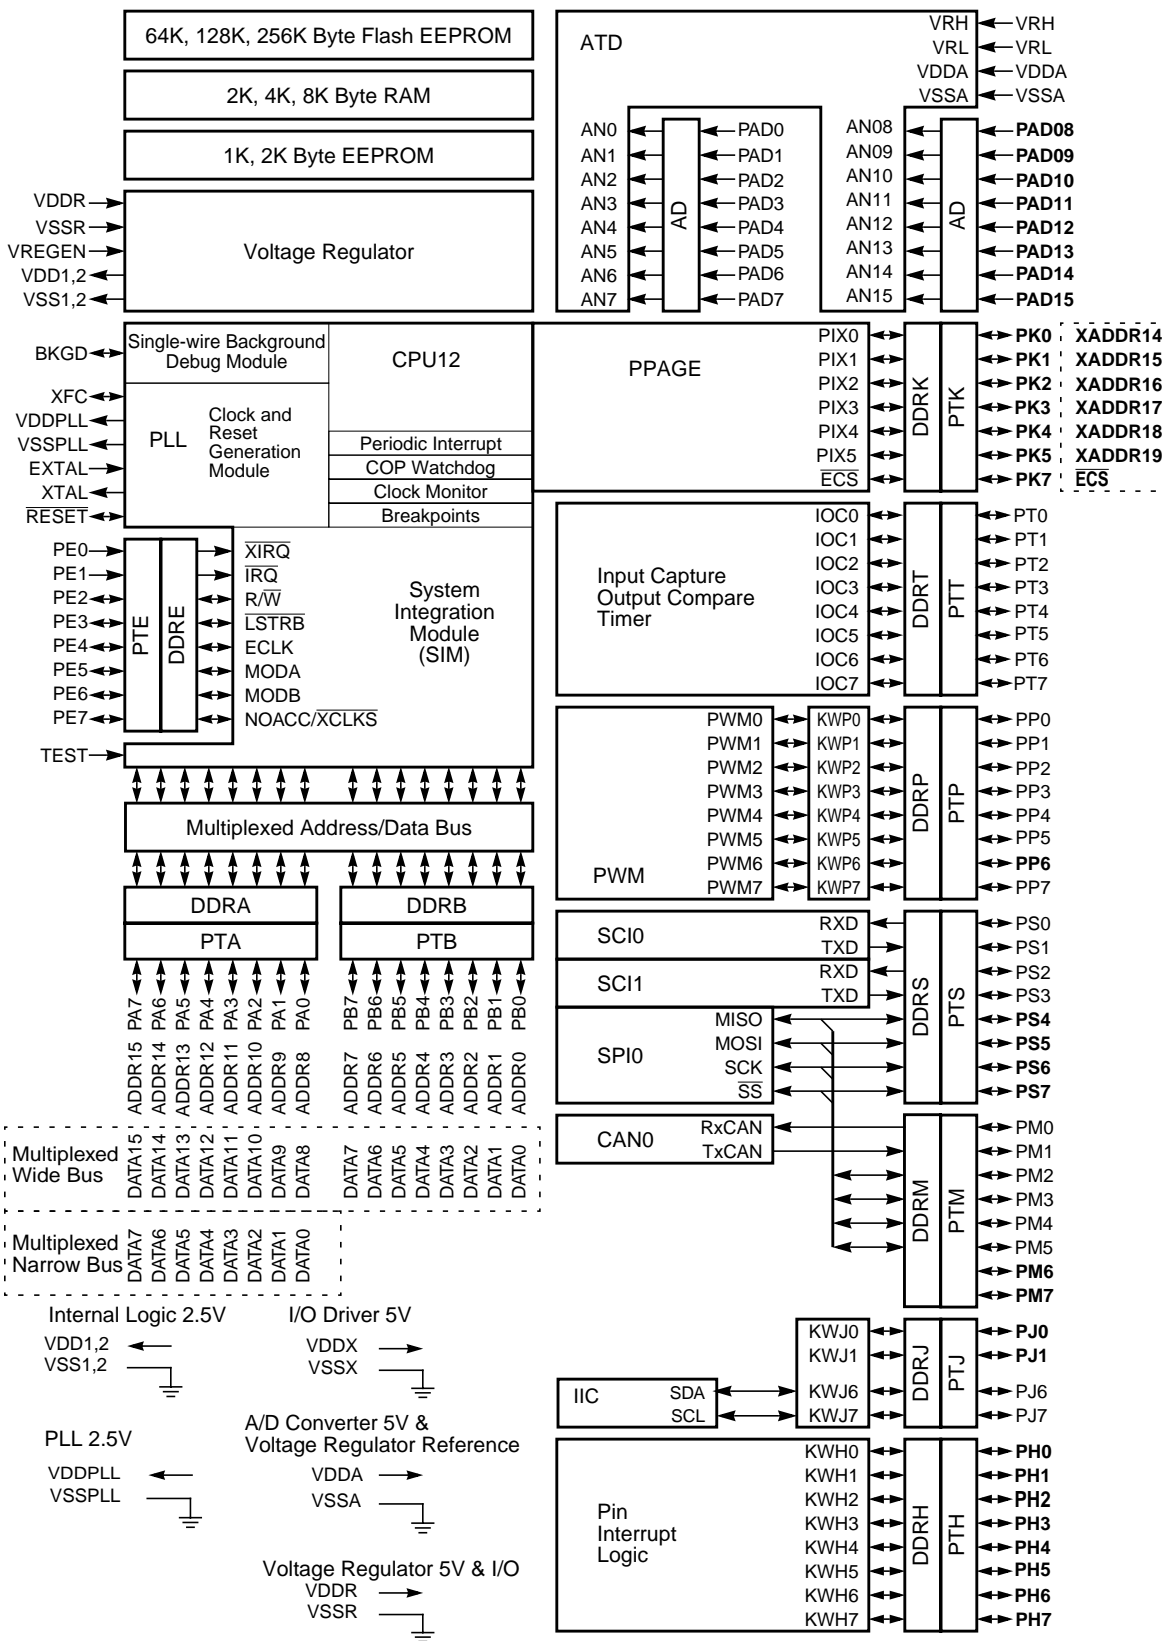 64K, 128K, 256K Byte Flash EEPROM
2K, 4K, 8K Byte RAM
1K, 2K Byte EEPROM
VDDR
VSSR
VREGEN
VDD1,2
VSS1,2
Voltage Regulator
ATD
VRH VRH
VRL VRL
VDDA VDDA
VSSA VSSA
AN0 PAD0
AN1 PAD1
AN2 PAD2
AN3 PAD3
AN4 PAD4
AN5 PAD5
AN6 PAD6
AN7 PAD7
AD
AN08 PAD08
AN09 PAD09
AN10 PAD10
AN11 PAD11
AN12 PAD12
AN13 PAD13
AN14 PAD14
AN15 PAD15
AD
BKGD
XFC
VDDPLL
VSSPLL
EXTAL
XTAL
RESET
Single-wire Background
Debug Module
CPU12
PLL
Clock and
Reset
Generation
Module
Periodic Interrupt
COP Watchdog
Clock Monitor
Breakpoints
PPAGE
PIX0 PK0 XADDR14
PIX1 PK1 XADDR15
PIX2 PK2 XADDR16
PIX3 PK3 XADDR17
PIX4 PK4 XADDR18
PIX5 PK5 XADDR19
ECS PK7 ECS
DDRK
PTK
PE0 XIRQ
PE1 IRQ
PE2 R/W
PE3 LSTRB
PE4 ECLK
PE5 MODA
PE6 MODB
PE7 NOACC/XCLKS
PTE
DDRE
TEST
System
Integration
Module
(SIM)
Input Capture
Output Compare
Timer
IOC0 PT0
IOC1 PT1
IOC2 PT2
IOC3 PT3
IOC4 PT4
IOC5 PT5
IOC6 PT6
IOC7 PT7
DDRT
PTT
PWM
PWM0 KWP0 PP0
PWM1 KWP1 PP1
PWM2 KWP2 PP2
PWM3 KWP3 PP3
PWM4 KWP4 PP4
PWM5 KWP5 PP5
PWM6 KWP6 PP6
PWM7 KWP7 PP7
DDRP
PTP
Multiplexed Address/Data Bus
DDRA
DDRB
PTA
PTB
PA7 PA6 PA5 PA4 PA3 PA2 PA1 PA0
PB7 PB6 PB5 PB4 PB3 PB2 PB1 PB0
ADDR15 ADDR14 ADDR13 ADDR12 ADDR11 ADDR10 ADDR9 ADDR8
ADDR7 ADDR6 ADDR5 ADDR4 ADDR3 ADDR2 ADDR1 ADDR0
Multiplexed
Wide Bus
DATA15 DATA14 DATA13 DATA12 DATA11 DATA10 DATA9 DATA8
DATA7 DATA6 DATA5 DATA4 DATA3 DATA2 DATA1 DATA0
Multiplexed
Narrow Bus
DATA7 DATA6 DATA5 DATA4 DATA3 DATA2 DATA1 DATA0
SCI0
RXD PS0
TXD PS1
SCI1
RXD PS2
TXD PS3
SPI0
MISO PS4
MOSI PS5
SCK PS6
SS PS7
DDRS
PTS
CAN0
RxCAN PM0
TxCAN PM1
PM2
PM3
PM4
PM5
PM6
PM7
DDRM
PTM
KWJ0 PJ0
KWJ1 PJ1
IIC
SDA KWJ6 PJ6
SCL KWJ7 PJ7
DDRJ
PTJ
Pin
Interrupt
Logic
KWH0 PH0
KWH1 PH1
KWH2 PH2
KWH3 PH3
KWH4 PH4
KWH5 PH5
KWH6 PH6
KWH7 PH7
DDRH
PTH
Internal Logic 2.5V
VDD1,2
VSS1,2
I/O Driver 5V
VDDX
VSSX
PLL 2.5V
VDDPLL
VSSPLL
A/D Converter 5V &
Voltage Regulator Reference
VDDA
VSSA
Voltage Regulator 5V & I/O
VDDR
VSSR